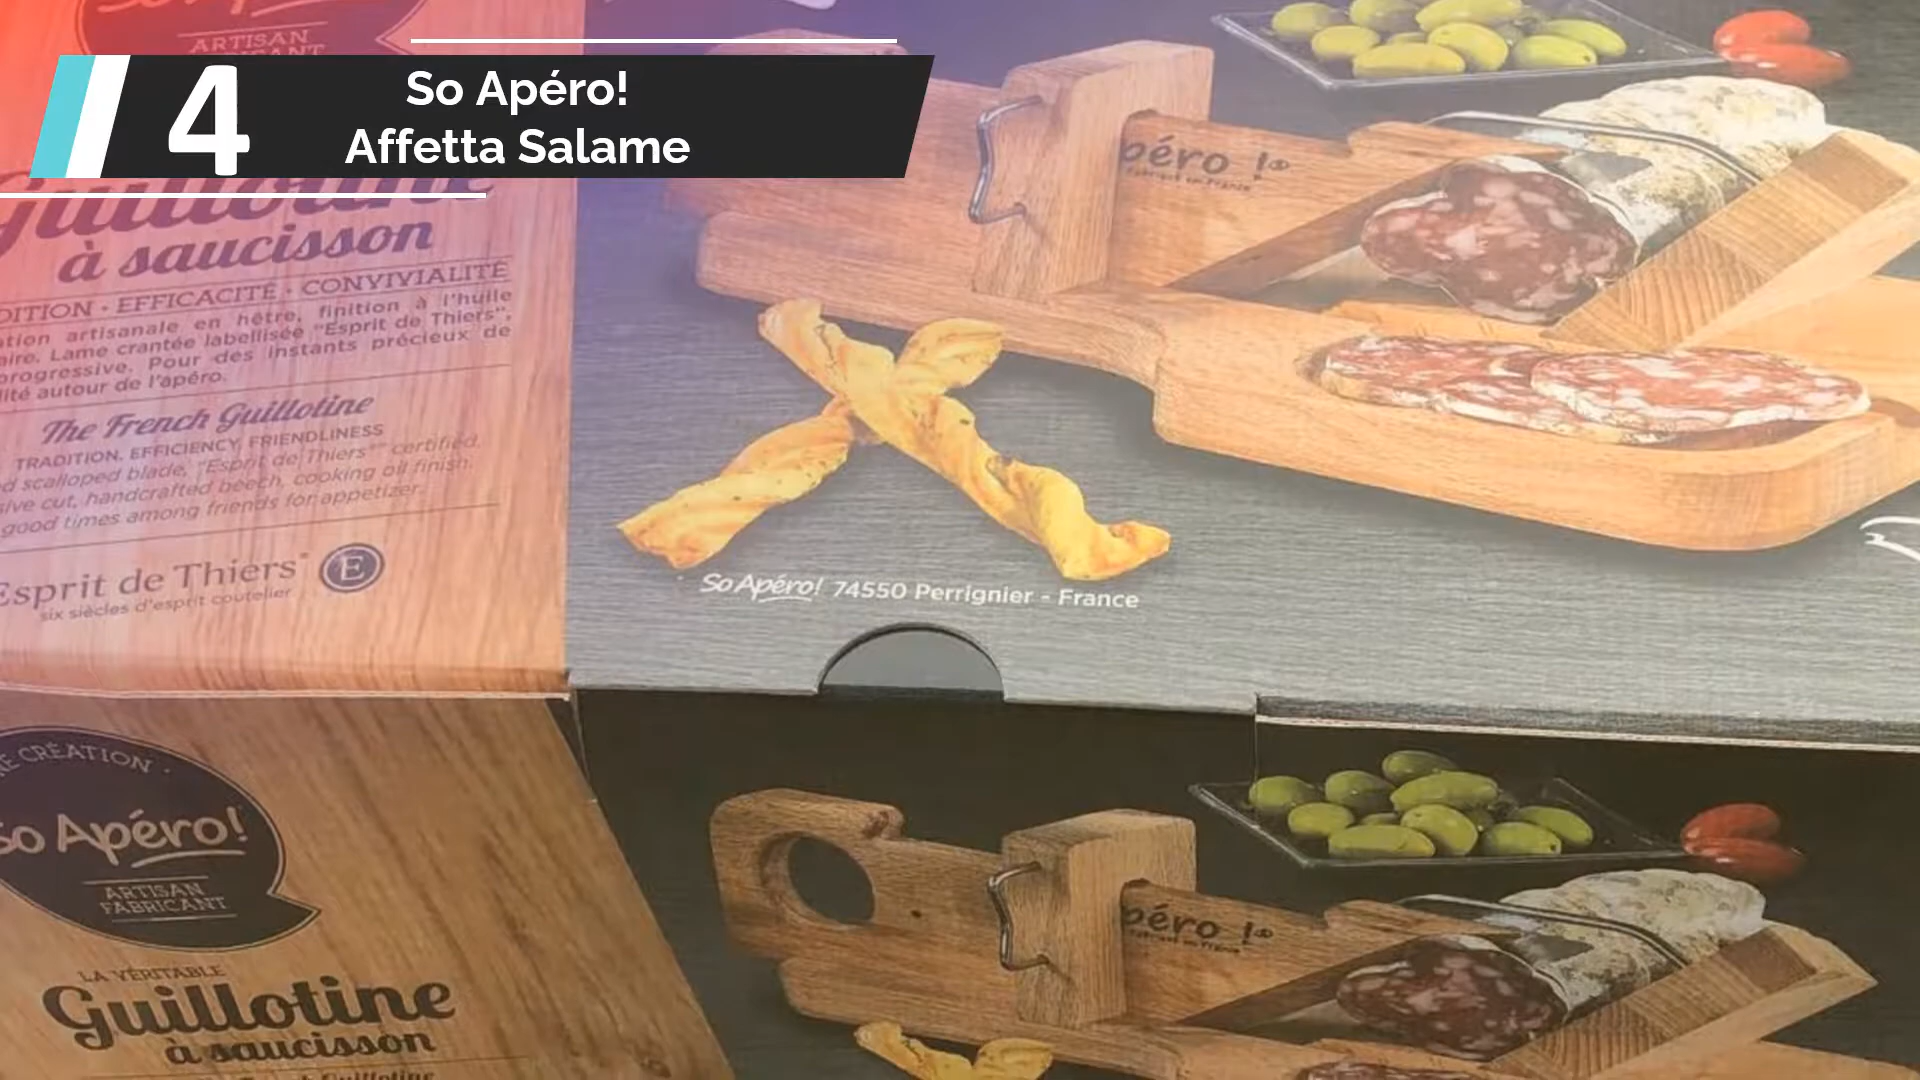 ARTISAN
4
So Apéro!
Affetta Salame
Guillotine
à saucisson
EFFICACITÉ · CONVIVIALITÉ
artisanale en hêtre, finition à l'huile
Lame crantée labellisée "Esprit de Thiers",
progressive. Pour des instants précieux de
autour de l'apéro.
The French Guillotine
TRADITION, EFFICIENCY, FRIENDLINESS
scalloped blade, "Esprit de Thiers" certified.
cut, handcrafted beech, cooking oil finish.
good times among friends for appetizer.
Esprit de Thiers
E
six siècles d'esprit coutelier
péro !
So Apéro! 74550 Perrignier - France
CRÉATION
So Apéro!
ARTISAN
FABRICANT
LA VÉRITABLE
Guillotine
à saucisson
péro !